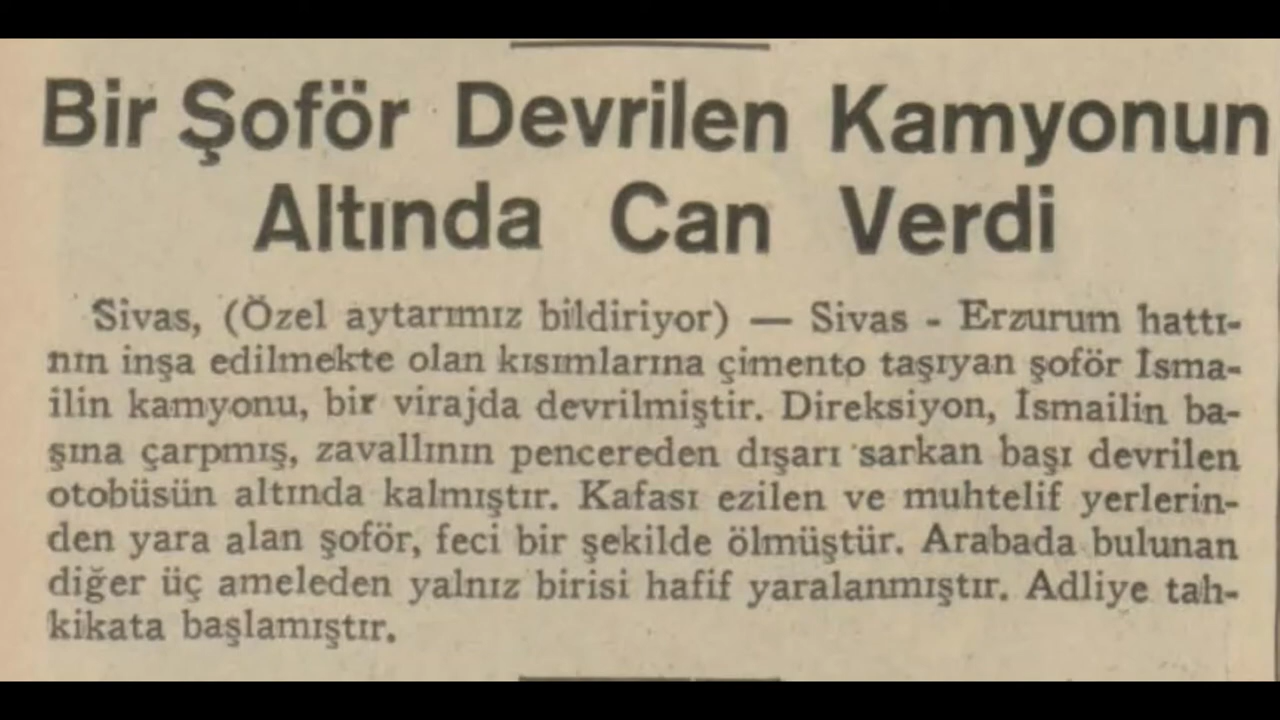 Bir Şoför Devrilen Kamyonun
Altında Can Verdi
Sivas, (Özel aytarımız bildiriyor) — Sivas - Erzurum hattı-
nın inşa edilmekte olan kısımlarına çimento taşıyan şoför İsma-
ilin kamyonu, bir virajda devrilmiştir. Direksiyon, İsmailin ba-
şına çarpmış, zavallının pencereden dışarı sarkan başı devrilen
otobüsün altında kalmıştır. Kafası ezilen ve muhtelif yerlerin-
den yara alan şoför, feci bir şekilde ölmüştür. Arabada bulunan
diğer üç ameleden yalnız birisi hafif yaralanmıştır. Adliye tah-
kikata başlamıştır.